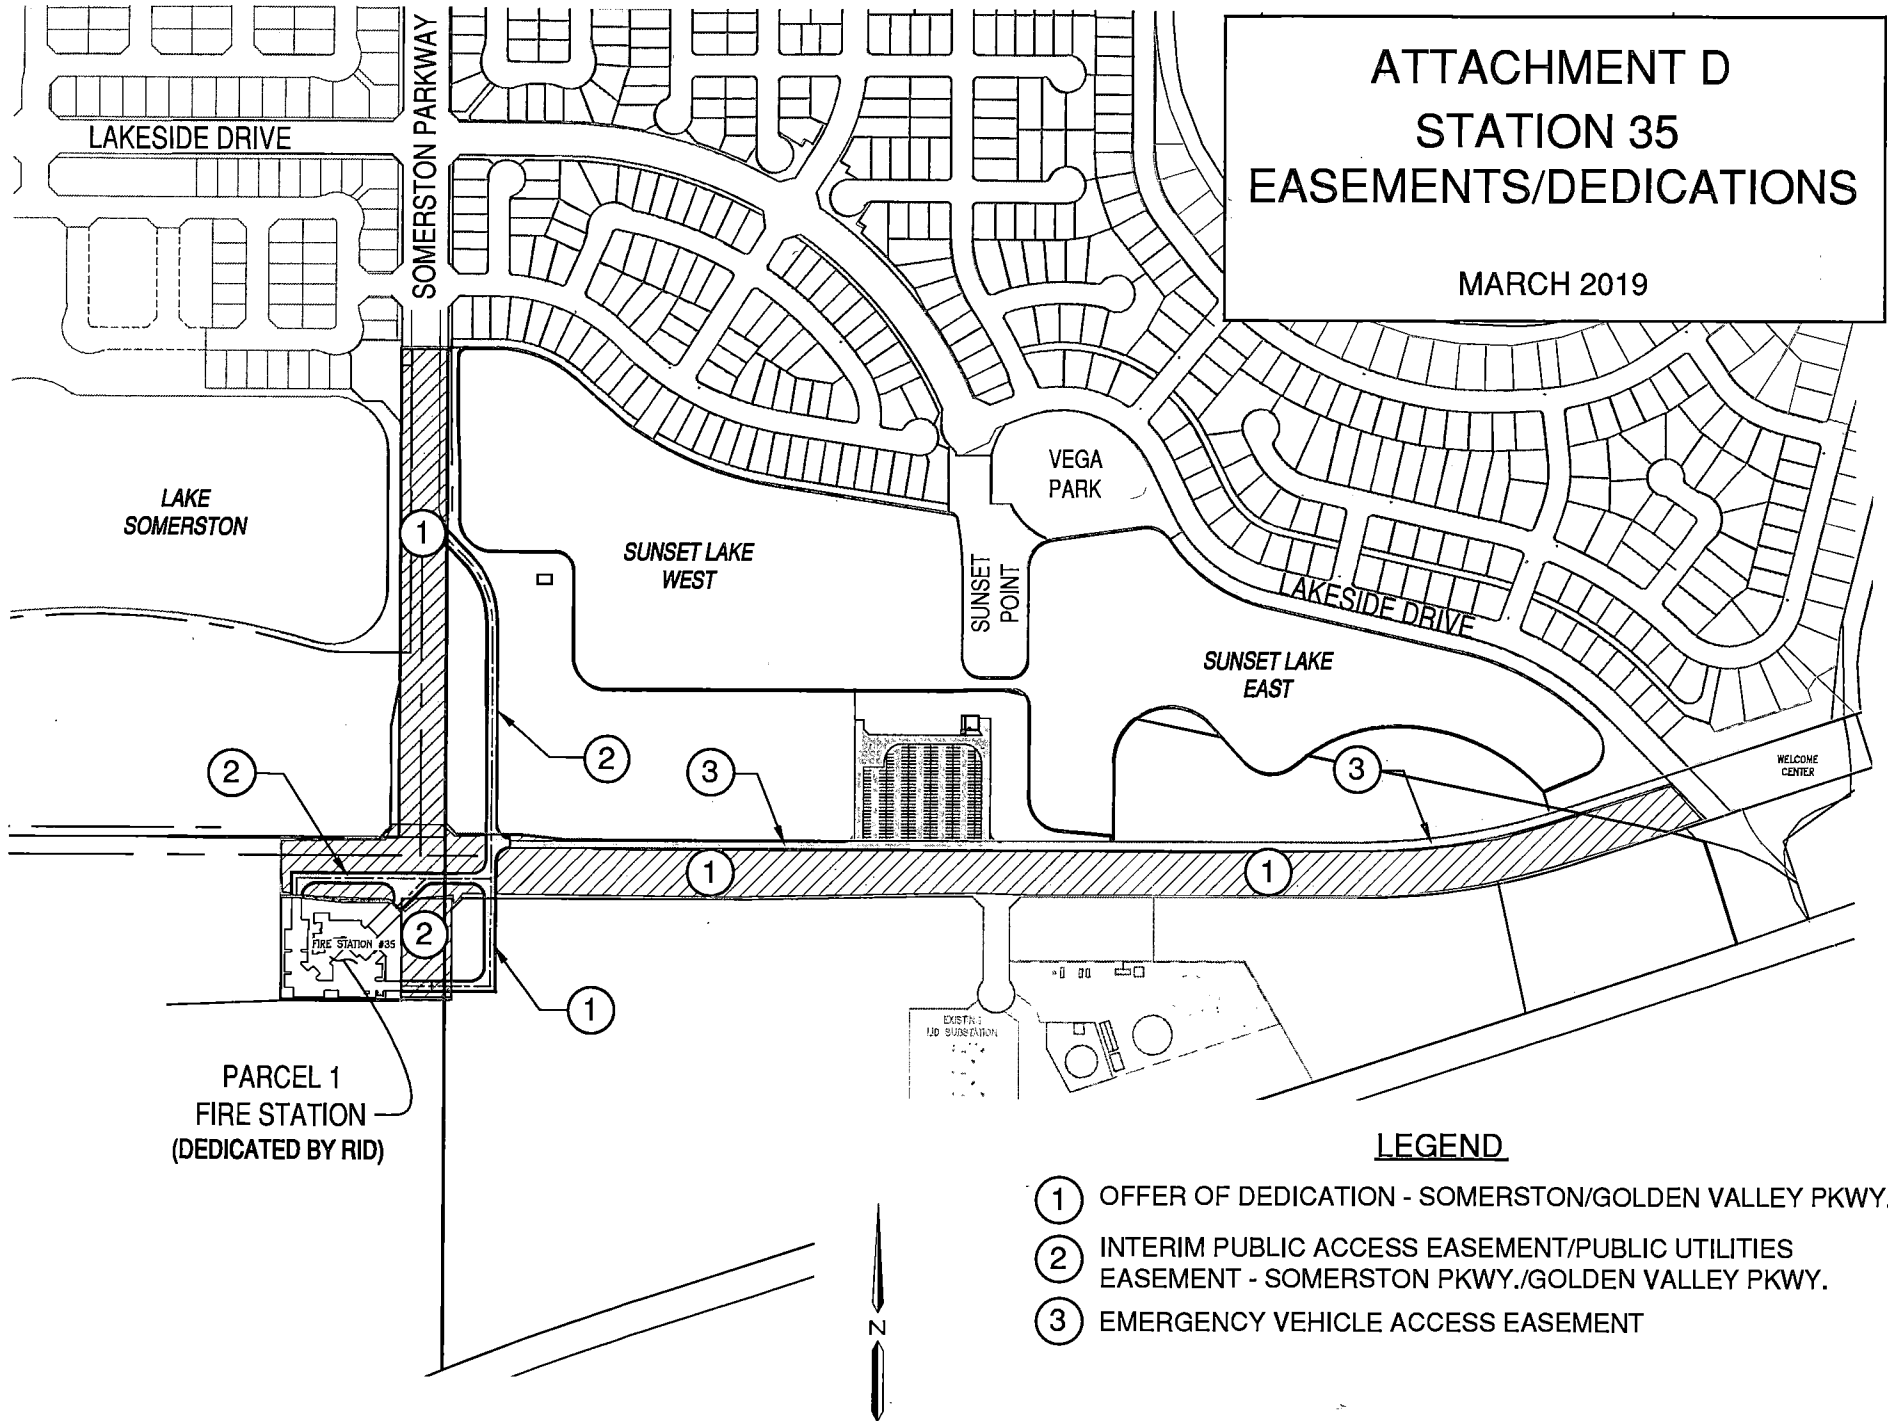 ATTACHMENT D
STATION 35
EASEMENTS/DEDICATIONS
MARCH 2019
LAKESIDE DRIVE
SOMERSTON PARKWAY
LAKE
SOMERSTON
1
SUNSET LAKE
WEST
VEGA
PARK
SUNSET
POINT
LAKESIDE DRIVE
SUNSET LAKE
EAST
2
2
3
3
WELCOME
CENTER
1
1
2
FIRE STATION #35
1
EXISTING
SUBSTATION
PARCEL 1
FIRE STATION
(DEDICATED BY RID)
N
LEGEND
1 OFFER OF DEDICATION - SOMERSTON/GOLDEN VALLEY PKWY.
2 INTERIM PUBLIC ACCESS EASEMENT/PUBLIC UTILITIES
EASEMENT - SOMERSTON PKWY./GOLDEN VALLEY PKWY.
3 EMERGENCY VEHICLE ACCESS EASEMENT